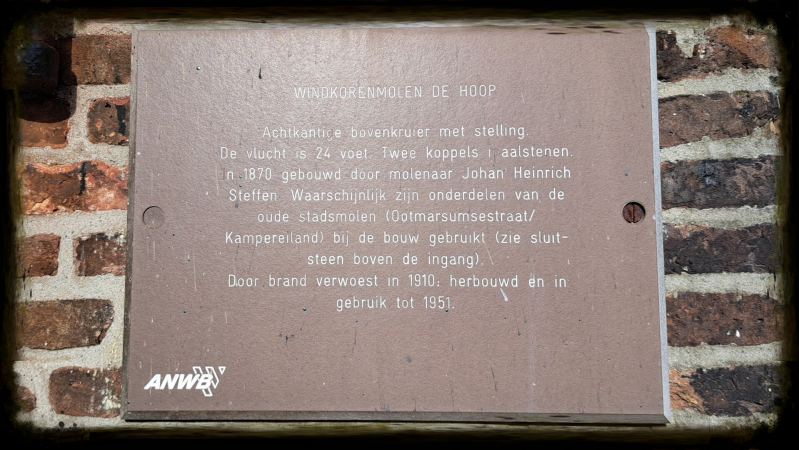 WINDKORENMOLEN DE HOOP
Achtkantige bovenkruier met stelling.
De vlucht is 24 voet. Twee koppels maalstenen.
In 1870 gebouwd door molenaar Johan Heinrich
Steffen. Waarschijnlijk zijn onderdelen van de
oude stadsmolen (Ootmarsumsestraat/
Kampereiland) bij de bouw gebruikt (zie sluit-
steen boven de ingang).
Door brand verwoest in 1910; herbouwd en in
gebruik tot 1951.
ANWB